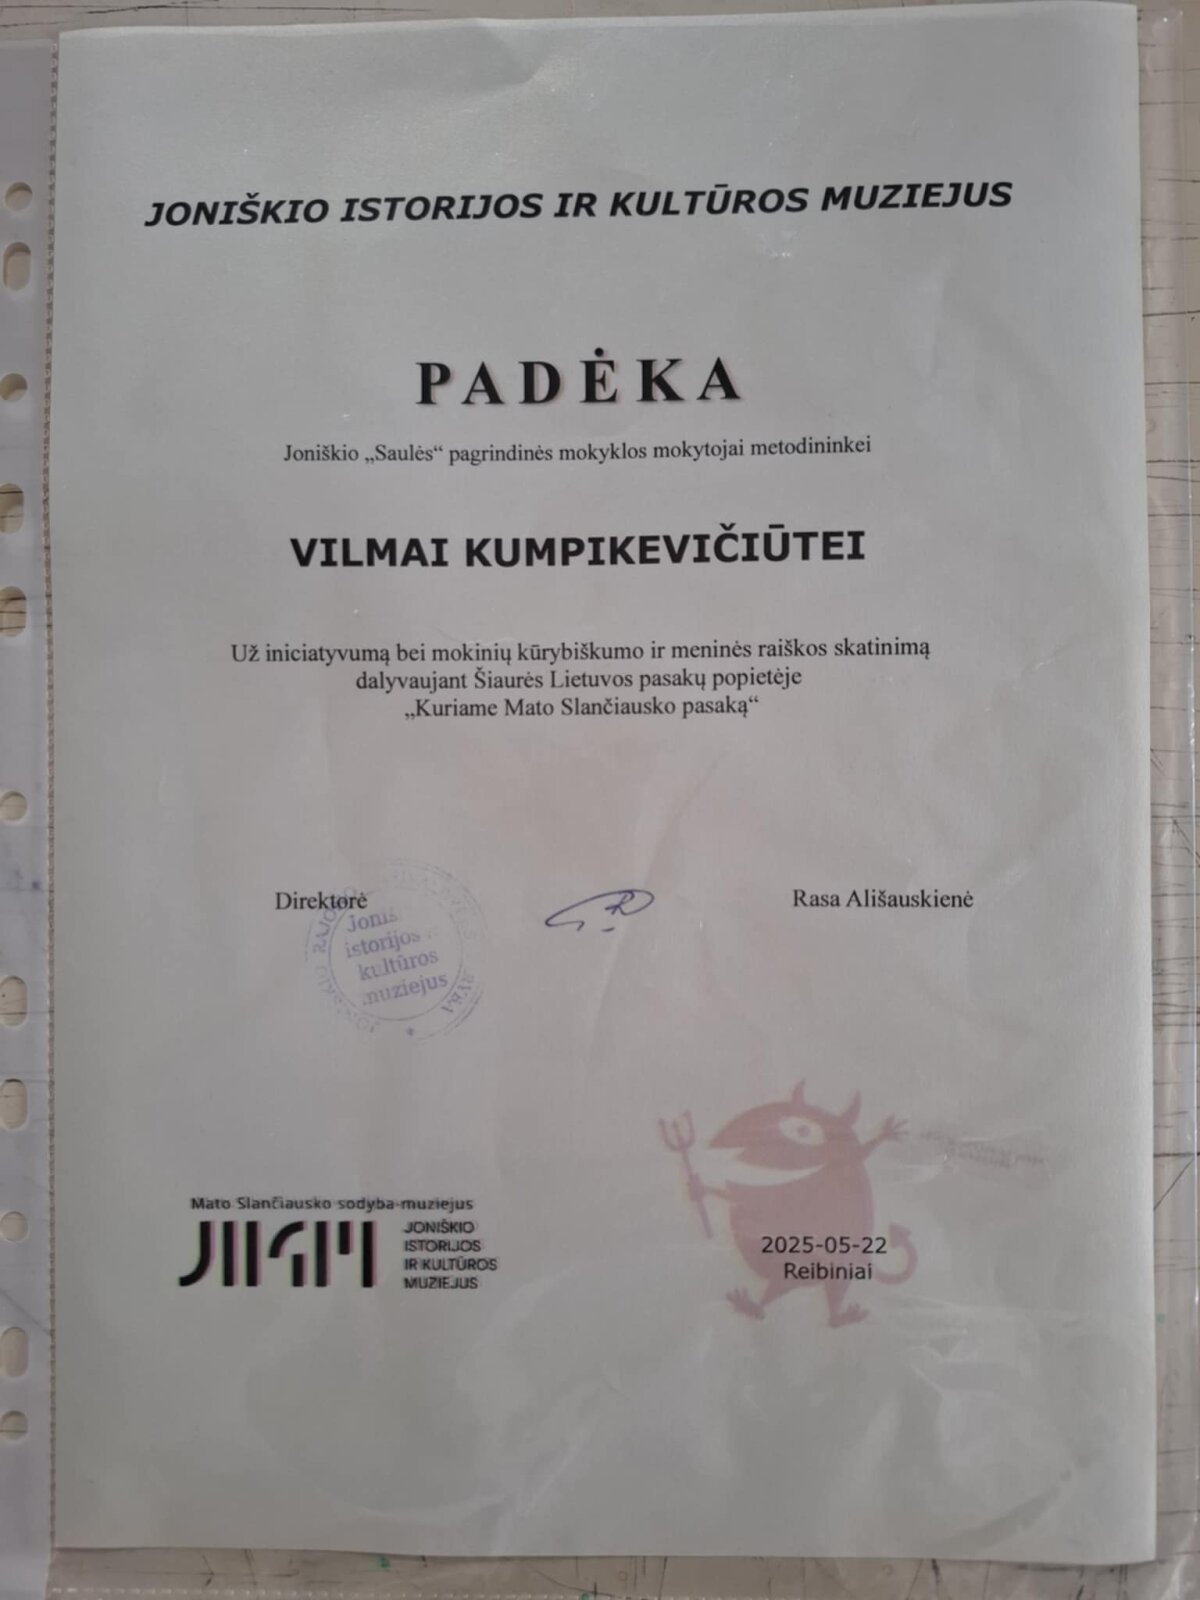 JONIŠKIO ISTORIJOS IR KULTŪROS MUZIEJUS
PADĖKA
Joniškio „Saulės“ pagrindinės mokyklos mokytojai metodininkei
VILMAI KUMPIKEVIČIŪTEI
Už iniciatyvumą bei mokinių kūrybiškumo ir meninės raiškos skatinimą
dalyvaujant Šiaurės Lietuvos pasakų popietėje
„Kuriame Mato Slančiausko pasaką“
Direktorė
Rasa Ališauskienė
istorijos
kultūros
muziejus
Mato Slančiausko sodyba-muziejus
JIKM
JONIŠKIO
ISTORIJOS
IR KULTŪROS
MUZIEJUS
2025-05-22
Reibiniai